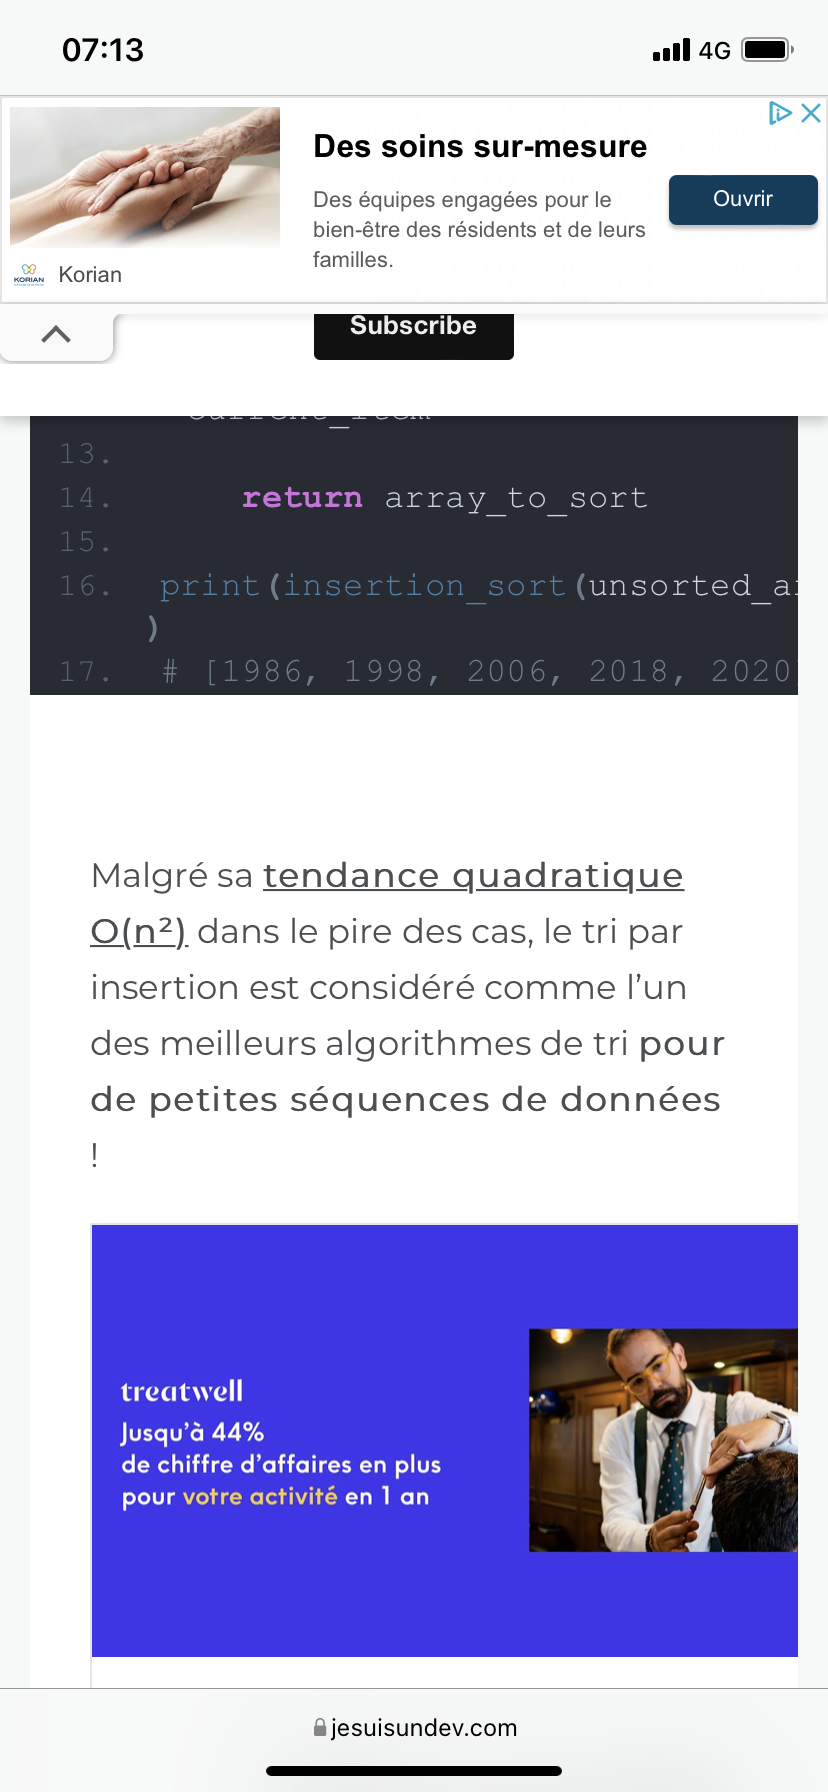 07:13
4G
Des soins sur-mesure
Des équipes engagées pour le
bien-être des résidents et de leurs
familles.
Ouvrir
KORIAN
Korian
Subscribe
current_item
13.
14. return array_to_sort
15.
16. print(insertion_sort(unsorted_a
)
17. # [1986, 1998, 2006, 2018, 2020
Malgré sa tendance quadratique
O(n²) dans le pire des cas, le tri par
insertion est considéré comme l’un
des meilleurs algorithmes de tri pour
de petites séquences de données
!
treatwell
Jusqu’à 44%
de chiffre d’affaires en plus
pour votre activité en 1 an
jesuisundev.com